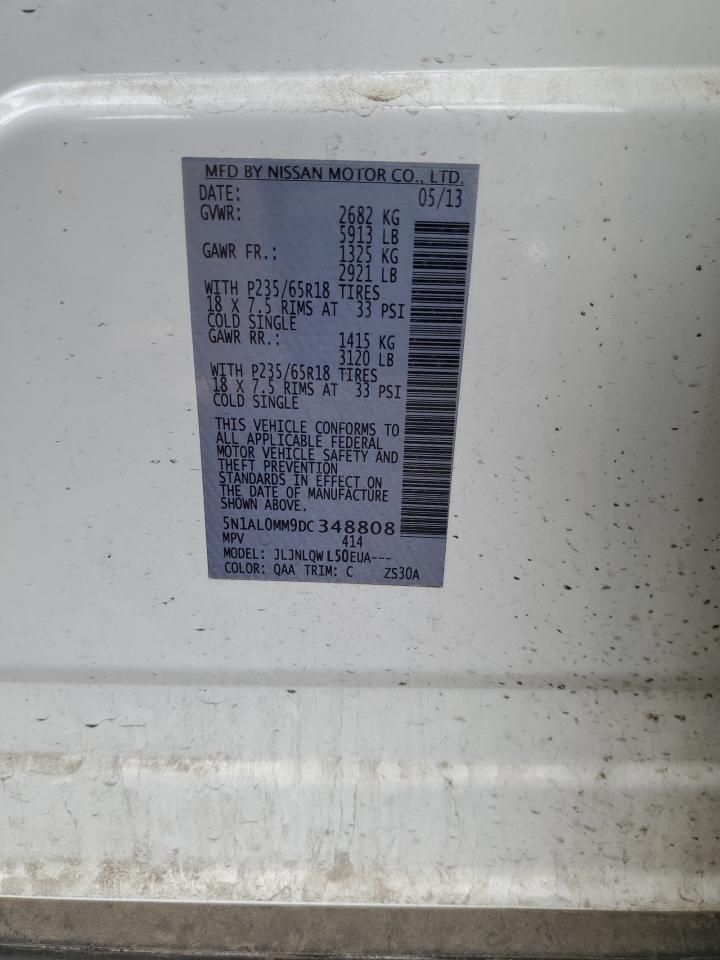 MFD BY NISSAN MOTOR CO., LTD.
DATE: 05/13
GVWR: 2682 KG
5913 LB
GAWR FR.: 1325 KG
2921 LB
WITH P235/65R18 TIRES
18 X 7.5 RIMS AT 33 PSI
COLD SINGLE
GAWR RR.: 1415 KG
3120 LB
WITH P235/65R18 TIRES
18 X 7.5 RIMS AT 33 PSI
COLD SINGLE
THIS VEHICLE CONFORMS TO
ALL APPLICABLE FEDERAL
MOTOR VEHICLE SAFETY AND
THEFT PREVENTION
STANDARDS IN EFFECT ON
THE DATE OF MANUFACTURE
SHOWN ABOVE.
5N1AL0MM9DC348808
MPV 414
MODEL: JLJNLQWL50EUA---
COLOR: QAA TRIM: C ZS30A